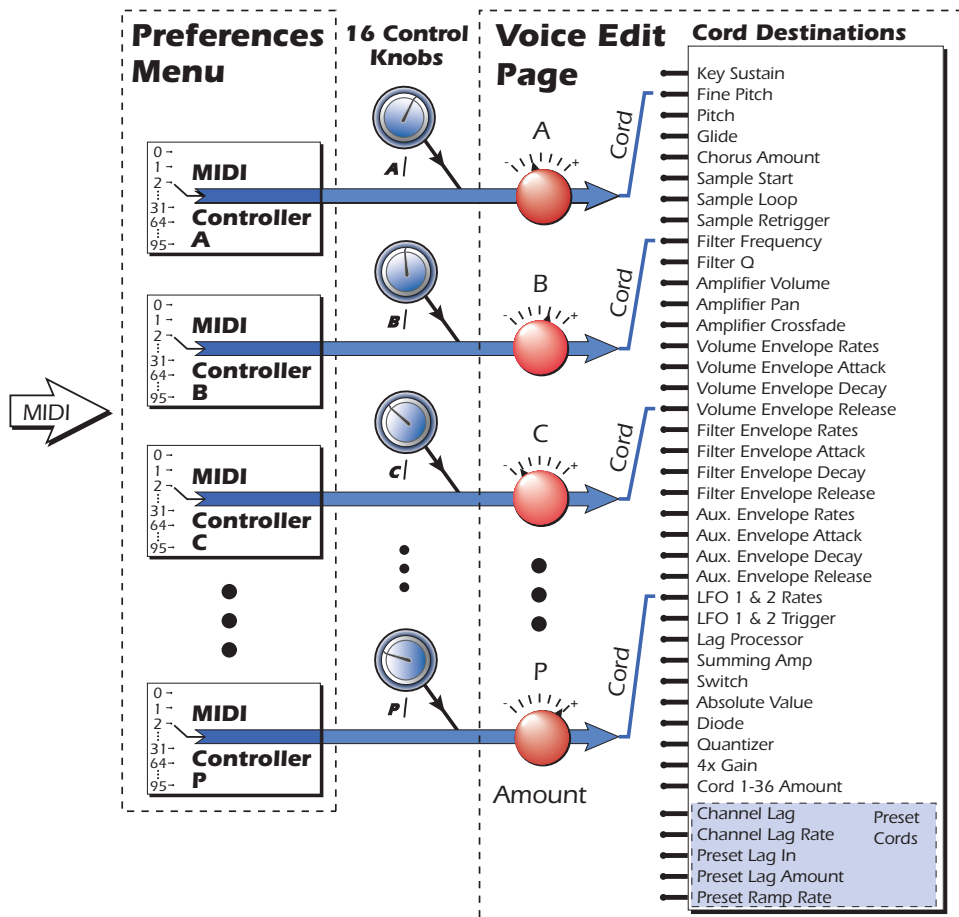 Preferences Menu
16 Control Knobs
Voice Edit Page
Cord Destinations
MIDI
0
1
2
31
64
95
MIDI Controller A
A
A
- +
Cord
0
1
2
31
64
95
MIDI Controller B
B
B
- +
Cord
0
1
2
31
64
95
MIDI Controller C
C
C
- +
Cord
0
1
2
31
64
95
MIDI Controller P
P
P
- +
Cord
Amount
Key Sustain
Fine Pitch
Pitch
Glide
Chorus Amount
Sample Start
Sample Loop
Sample Retrigger
Filter Frequency
Filter Q
Amplifier Volume
Amplifier Pan
Amplifier Crossfade
Volume Envelope Rates
Volume Envelope Attack
Volume Envelope Decay
Volume Envelope Release
Filter Envelope Rates
Filter Envelope Attack
Filter Envelope Decay
Filter Envelope Release
Aux. Envelope Rates
Aux. Envelope Attack
Aux. Envelope Decay
Aux. Envelope Release
LFO 1 & 2 Rates
LFO 1 & 2 Trigger
Lag Processor
Summing Amp
Switch
Absolute Value
Diode
Quantizer
4x Gain
Cord 1-36 Amount
Channel Lag
Channel Lag Rate
Preset Lag In
Preset Lag Amount
Preset Ramp Rate
Preset Cords